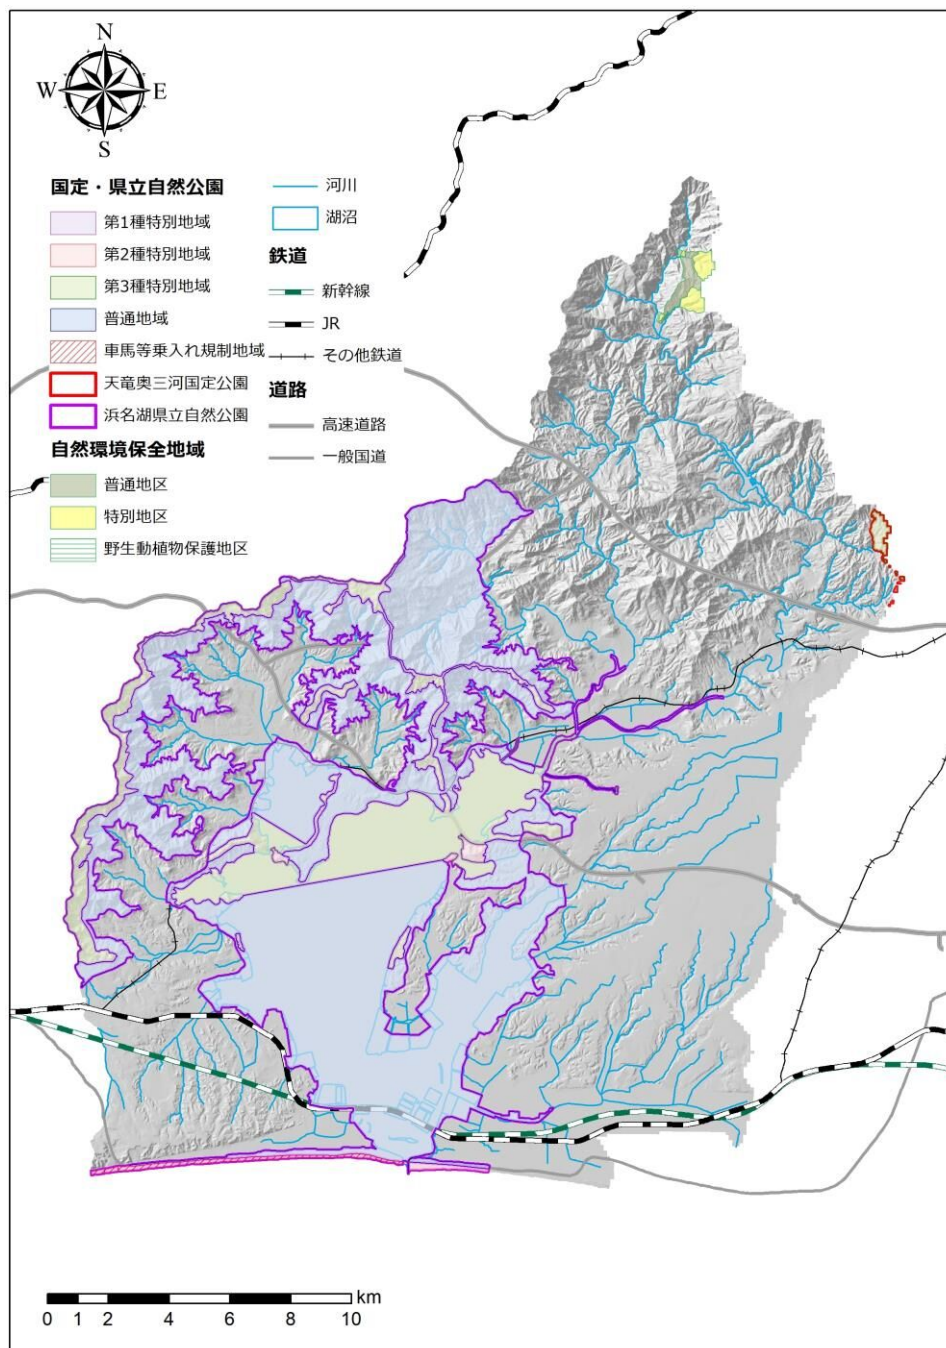 N
W
E
S
国定・県立自然公園
第1種特別地域
第2種特別地域
第3種特別地域
普通地域
車馬等乗入れ規制地域
天竜奥三河国定公園
浜名湖県立自然公園
自然環境保全地域
普通地区
特別地区
野生動植物保護地区
河川
湖沼
鉄道
新幹線
JR
その他鉄道
道路
高速道路
一般国道
km
0 1 2 4 6 8 10